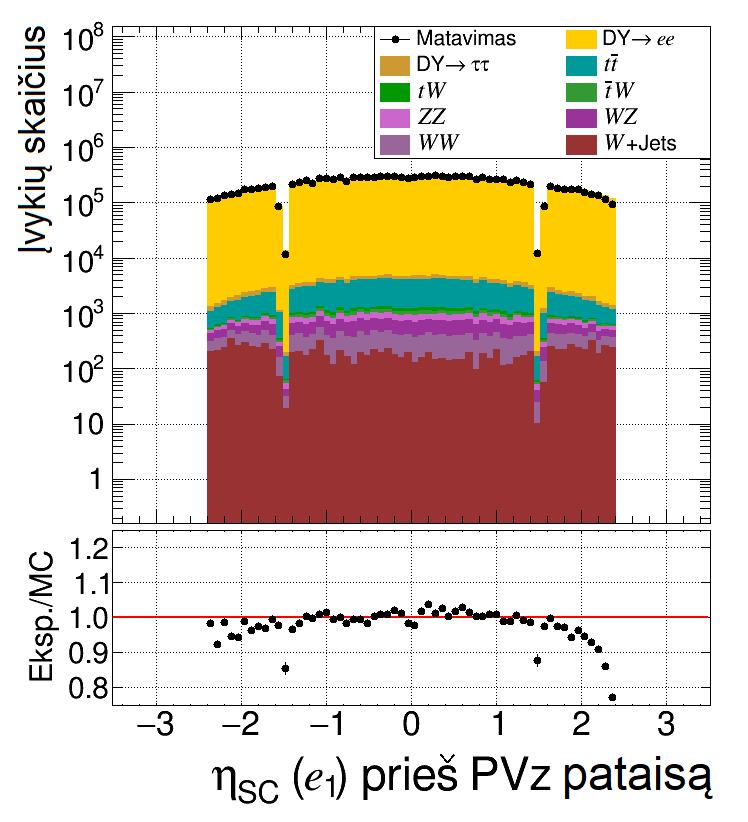 Įvykių skaičius
10⁸
10⁷
10⁶
10⁵
10⁴
10³
10²
10
1
Matavimas
DY→ ee
DY→ ττ
tt̄
tW
t̄W
ZZ
WZ
WW
W+Jets
Eksp./MC
1.2
1.1
1.0
0.9
0.8
−3 −2 −1 0 1 2 3
η_SC (e₁) prieš PVz pataisą